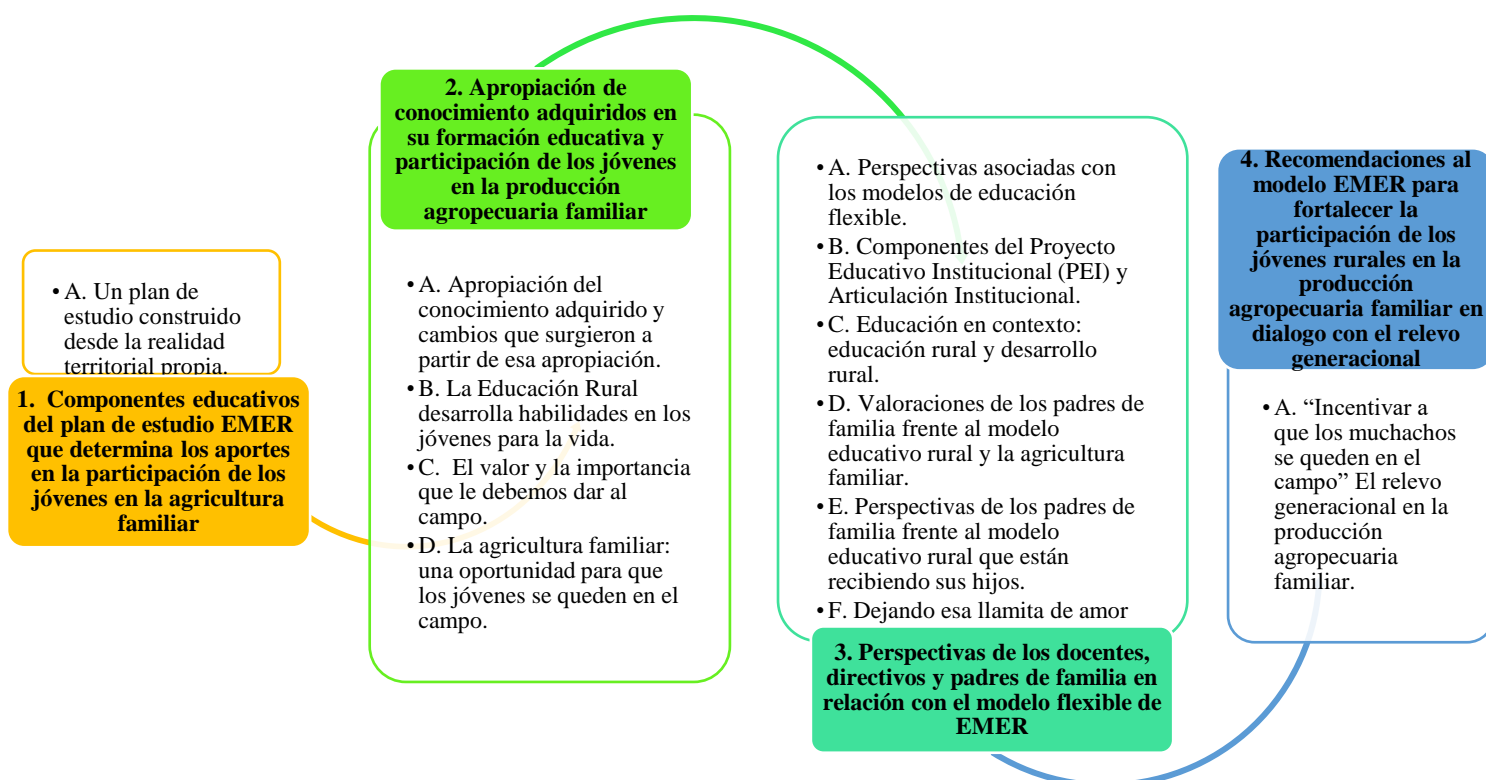 • A. Un plan de
estudio construido
desde la realidad
territorial propia.
1.  Componentes educativos
del plan de estudio EMER
que determina los aportes
en la participación de los
jóvenes en la agricultura
familiar
2. Apropiación de
conocimiento adquiridos en
su formación educativa y
participación de los jóvenes
en la producción
agropecuaria familiar
• A. Apropiación del
conocimiento adquirido y
cambios que surgieron a
partir de esa apropiación.
• B. La Educación Rural
desarrolla habilidades en los
jóvenes para la vida.
• C.  El valor y la importancia
que le debemos dar al
campo.
• D. La agricultura familiar:
una oportunidad para que
los jóvenes se queden en el
campo.
• A. Perspectivas asociadas con
los modelos de educación
flexible.
• B. Componentes del Proyecto
Educativo Institucional (PEI) y
Articulación Institucional.
• C. Educación en contexto:
educación rural y desarrollo
rural.
• D. Valoraciones de los padres de
familia frente al modelo
educativo rural y la agricultura
familiar.
• E. Perspectivas de los padres de
familia frente al modelo
educativo rural que están
recibiendo sus hijos.
• F. Dejando esa llamita de amor
3. Perspectivas de los docentes,
directivos y padres de familia en
relación con el modelo flexible de
EMER
4. Recomendaciones al
modelo EMER para
fortalecer la
participación de los
jóvenes rurales en la
producción
agropecuaria familiar en
dialogo con el relevo
generacional
• A. “Incentivar a
que los muchachos
se queden en el
campo” El relevo
generacional en la
producción
agropecuaria
familiar.